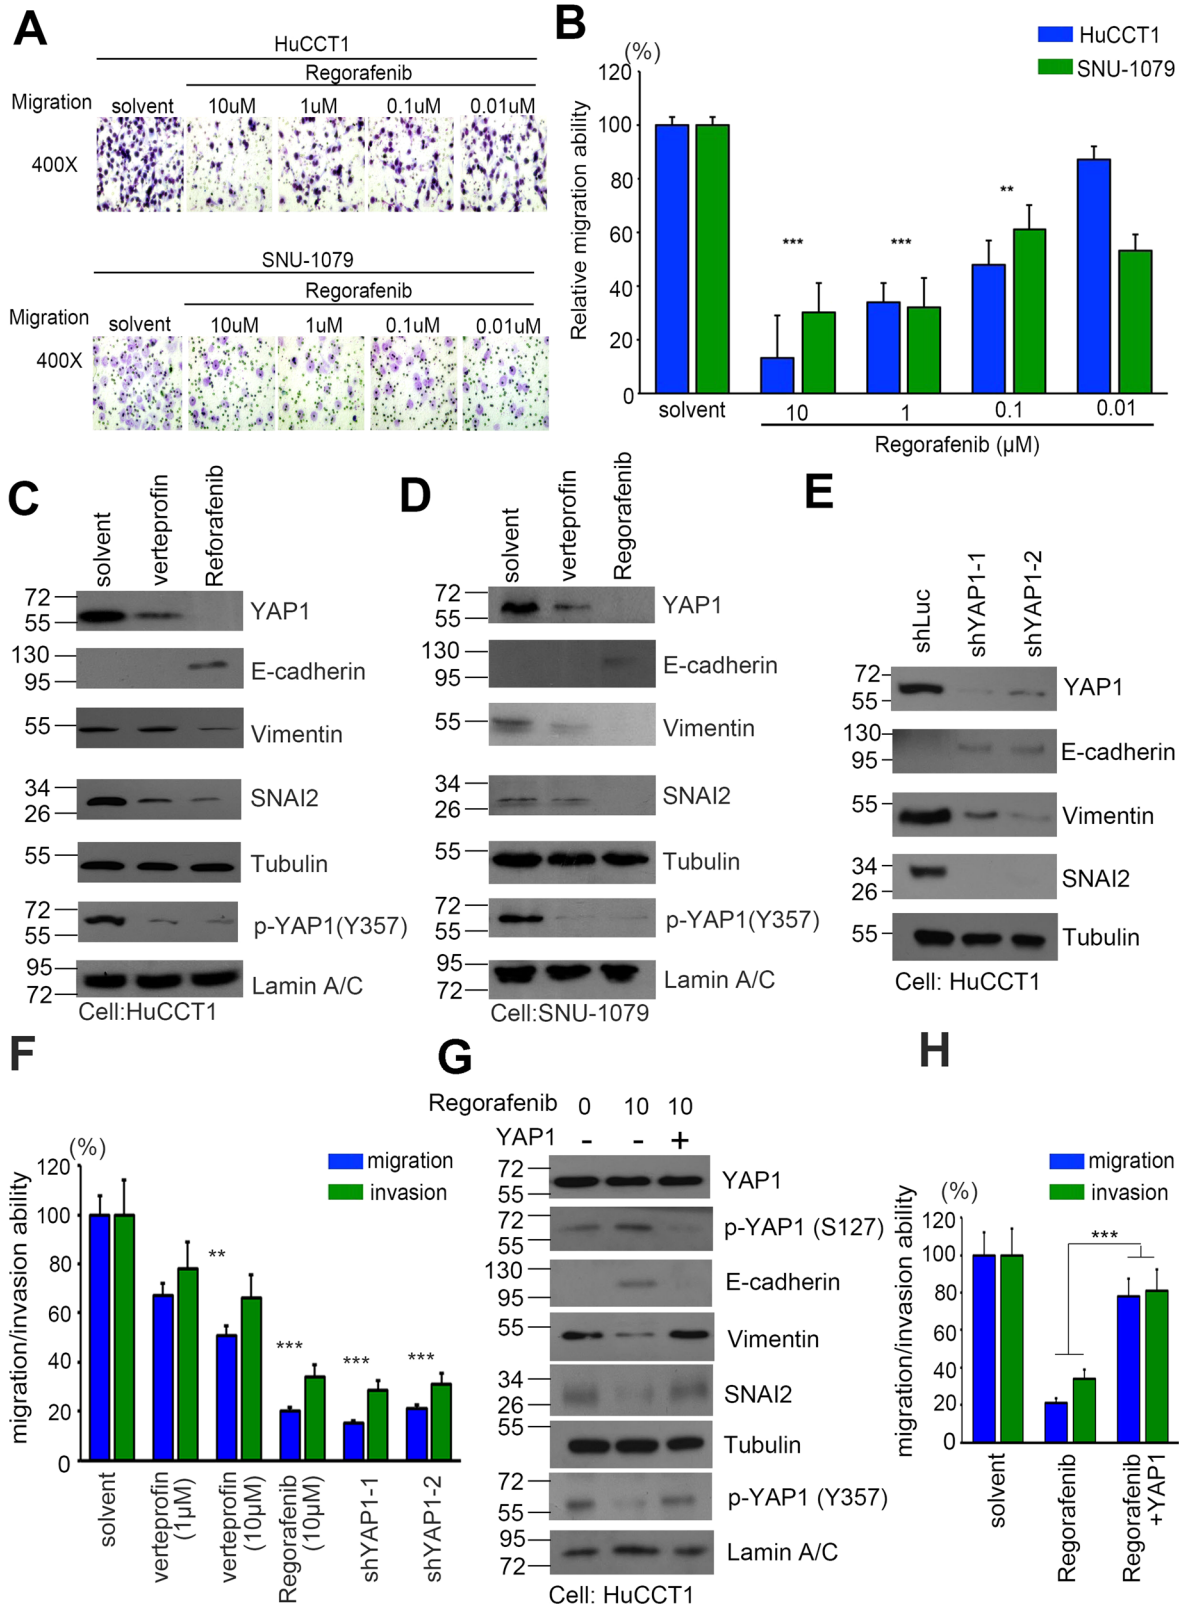 A
HuCCT1
Regorafenib
Migration solvent 10uM 1uM 0.1uM 0.01uM
400X
SNU-1079
Regorafenib
Migration solvent 10uM 1uM 0.1uM 0.01uM
400X
B
(%)
HuCCT1
SNU-1079
Relative migration ability
120
100
80
60
40
20
0
***
***
**
solvent 10 1 0.1 0.01
Regorafenib (µM)
C
solvent verteprofin Reforafenib
72
55
YAP1
130
95
E-cadherin
55
Vimentin
34
26
SNAI2
55
Tubulin
72
55
p-YAP1(Y357)
95
72
Lamin A/C
Cell:HuCCT1
D
solvent verteprofin Regorafenib
72
55
YAP1
130
95
E-cadherin
55
Vimentin
34
26
SNAI2
55
Tubulin
72
55
p-YAP1(Y357)
95
72
Lamin A/C
Cell:SNU-1079
E
shLuc shYAP1-1 shYAP1-2
72
55
YAP1
130
95
E-cadherin
55
Vimentin
34
26
SNAI2
55
Tubulin
Cell: HuCCT1
F
(%)
migration
invasion
migration/invasion ability
120
100
80
60
40
20
0
**
***
***
***
solvent
verteprofin
(1µM)
verteprofin
(10µM)
Regorafenib
(10µM)
shYAP1-1
shYAP1-2
G
Regorafenib 0 10 10
YAP1 - - +
72
55
YAP1
72
55
p-YAP1 (S127)
130
95
E-cadherin
55
Vimentin
34
26
SNAI2
55
Tubulin
72
55
p-YAP1 (Y357)
95
72
Lamin A/C
Cell: HuCCT1
H
migration
invasion
(%)
migration/invasion ability
120
100
80
60
40
20
0
***
solvent
Regorafenib
Regorafenib
+YAP1